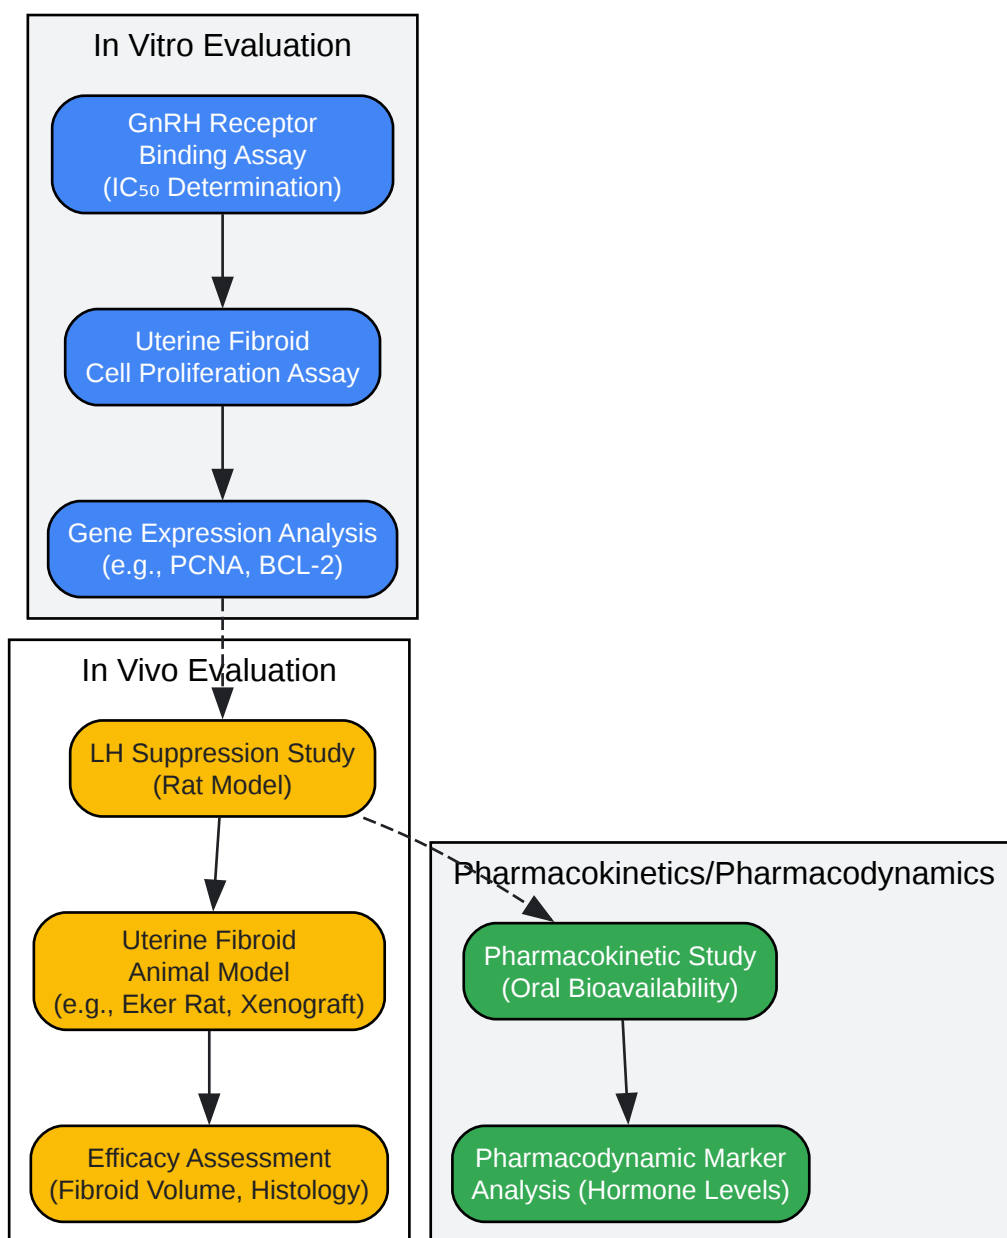 In Vitro Evaluation
GnRH Receptor
Binding Assay
(IC₅₀ Determination)
Uterine Fibroid
Cell Proliferation Assay
Gene Expression Analysis
(e.g., PCNA, BCL-2)
In Vivo Evaluation
LH Suppression Study
(Rat Model)
Uterine Fibroid
Animal Model
(e.g., Eker Rat, Xenograft)
Efficacy Assessment
(Fibroid Volume, Histology)
Pharmacokinetics/Pharmacodynamics
Pharmacokinetic Study
(Oral Bioavailability)
Pharmacodynamic Marker
Analysis (Hormone Levels)